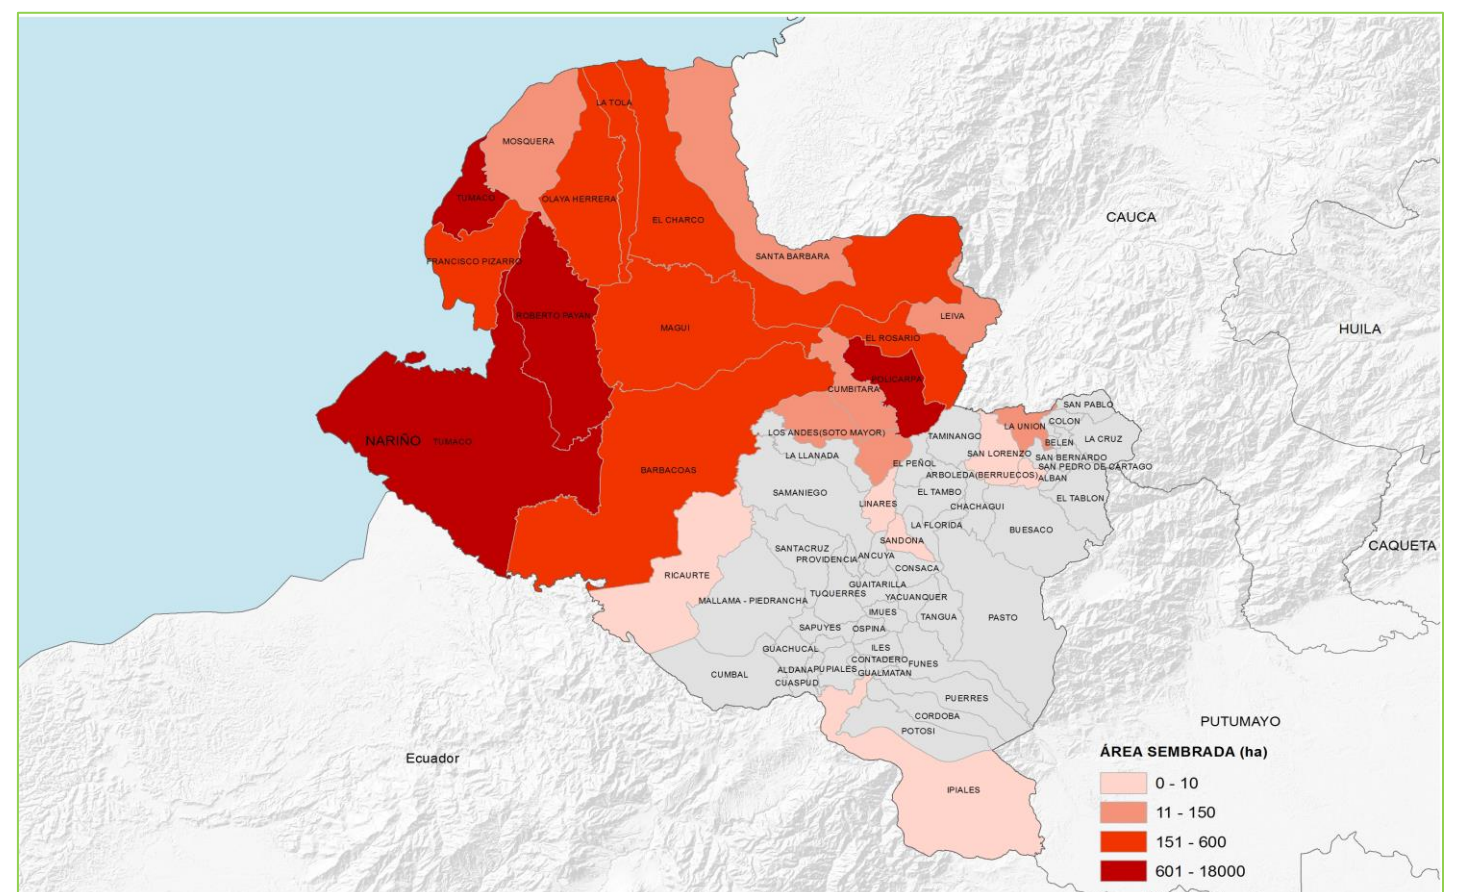 LA TOLA
MOSQUERA
TUMACO
OLAYA HERRERA
EL CHARCO
CAUCA
SANTA BARBARA
FRANCISCO PIZARRO
ROBERTO PAYAN
LEIVA
MAGUI
HUILA
EL ROSARIO
POLICARPA
CUMBITARA
SAN PABLO
COLON
LA UNION
LOS ANDES(SOTO MAYOR)
TAMINANGO
NARIÑO
TUMACO
BELEN
LA CRUZ
LA LLANADA
SAN LORENZO
SAN BERNARDO
EL PEÑOL
SAN PEDRO DE CARTAGO
BARBACOAS
ARBOLEDA(BERRUECOS)
ALBAN
SAMANIEGO
EL TAMBO
EL TABLON
LINARES
CHACHAGUI
LA FLORIDA
BUESACO
SANDONA
CAQUETA
SANTACRUZ
PROVIDENCIA
ANCUYA
CONSACA
RICAURTE
GUAITARILLA
MALLAMA - PIEDRANCHA
TUQUERRES
YACUANQUER
IMUES
TANGUA
PASTO
SAPUYES
OSPINA
GUACHUCAL
ILES
CONTADERO
FUNES
CUMBAL
ALDANA
PUPIALES
GUALMATAN
CUASPUD
PUERRES
CORDOBA
PUTUMAYO
POTOSI
Ecuador
IPIALES
ÁREA SEMBRADA (ha)
0 - 10
11 - 150
151 - 600
601 - 18000